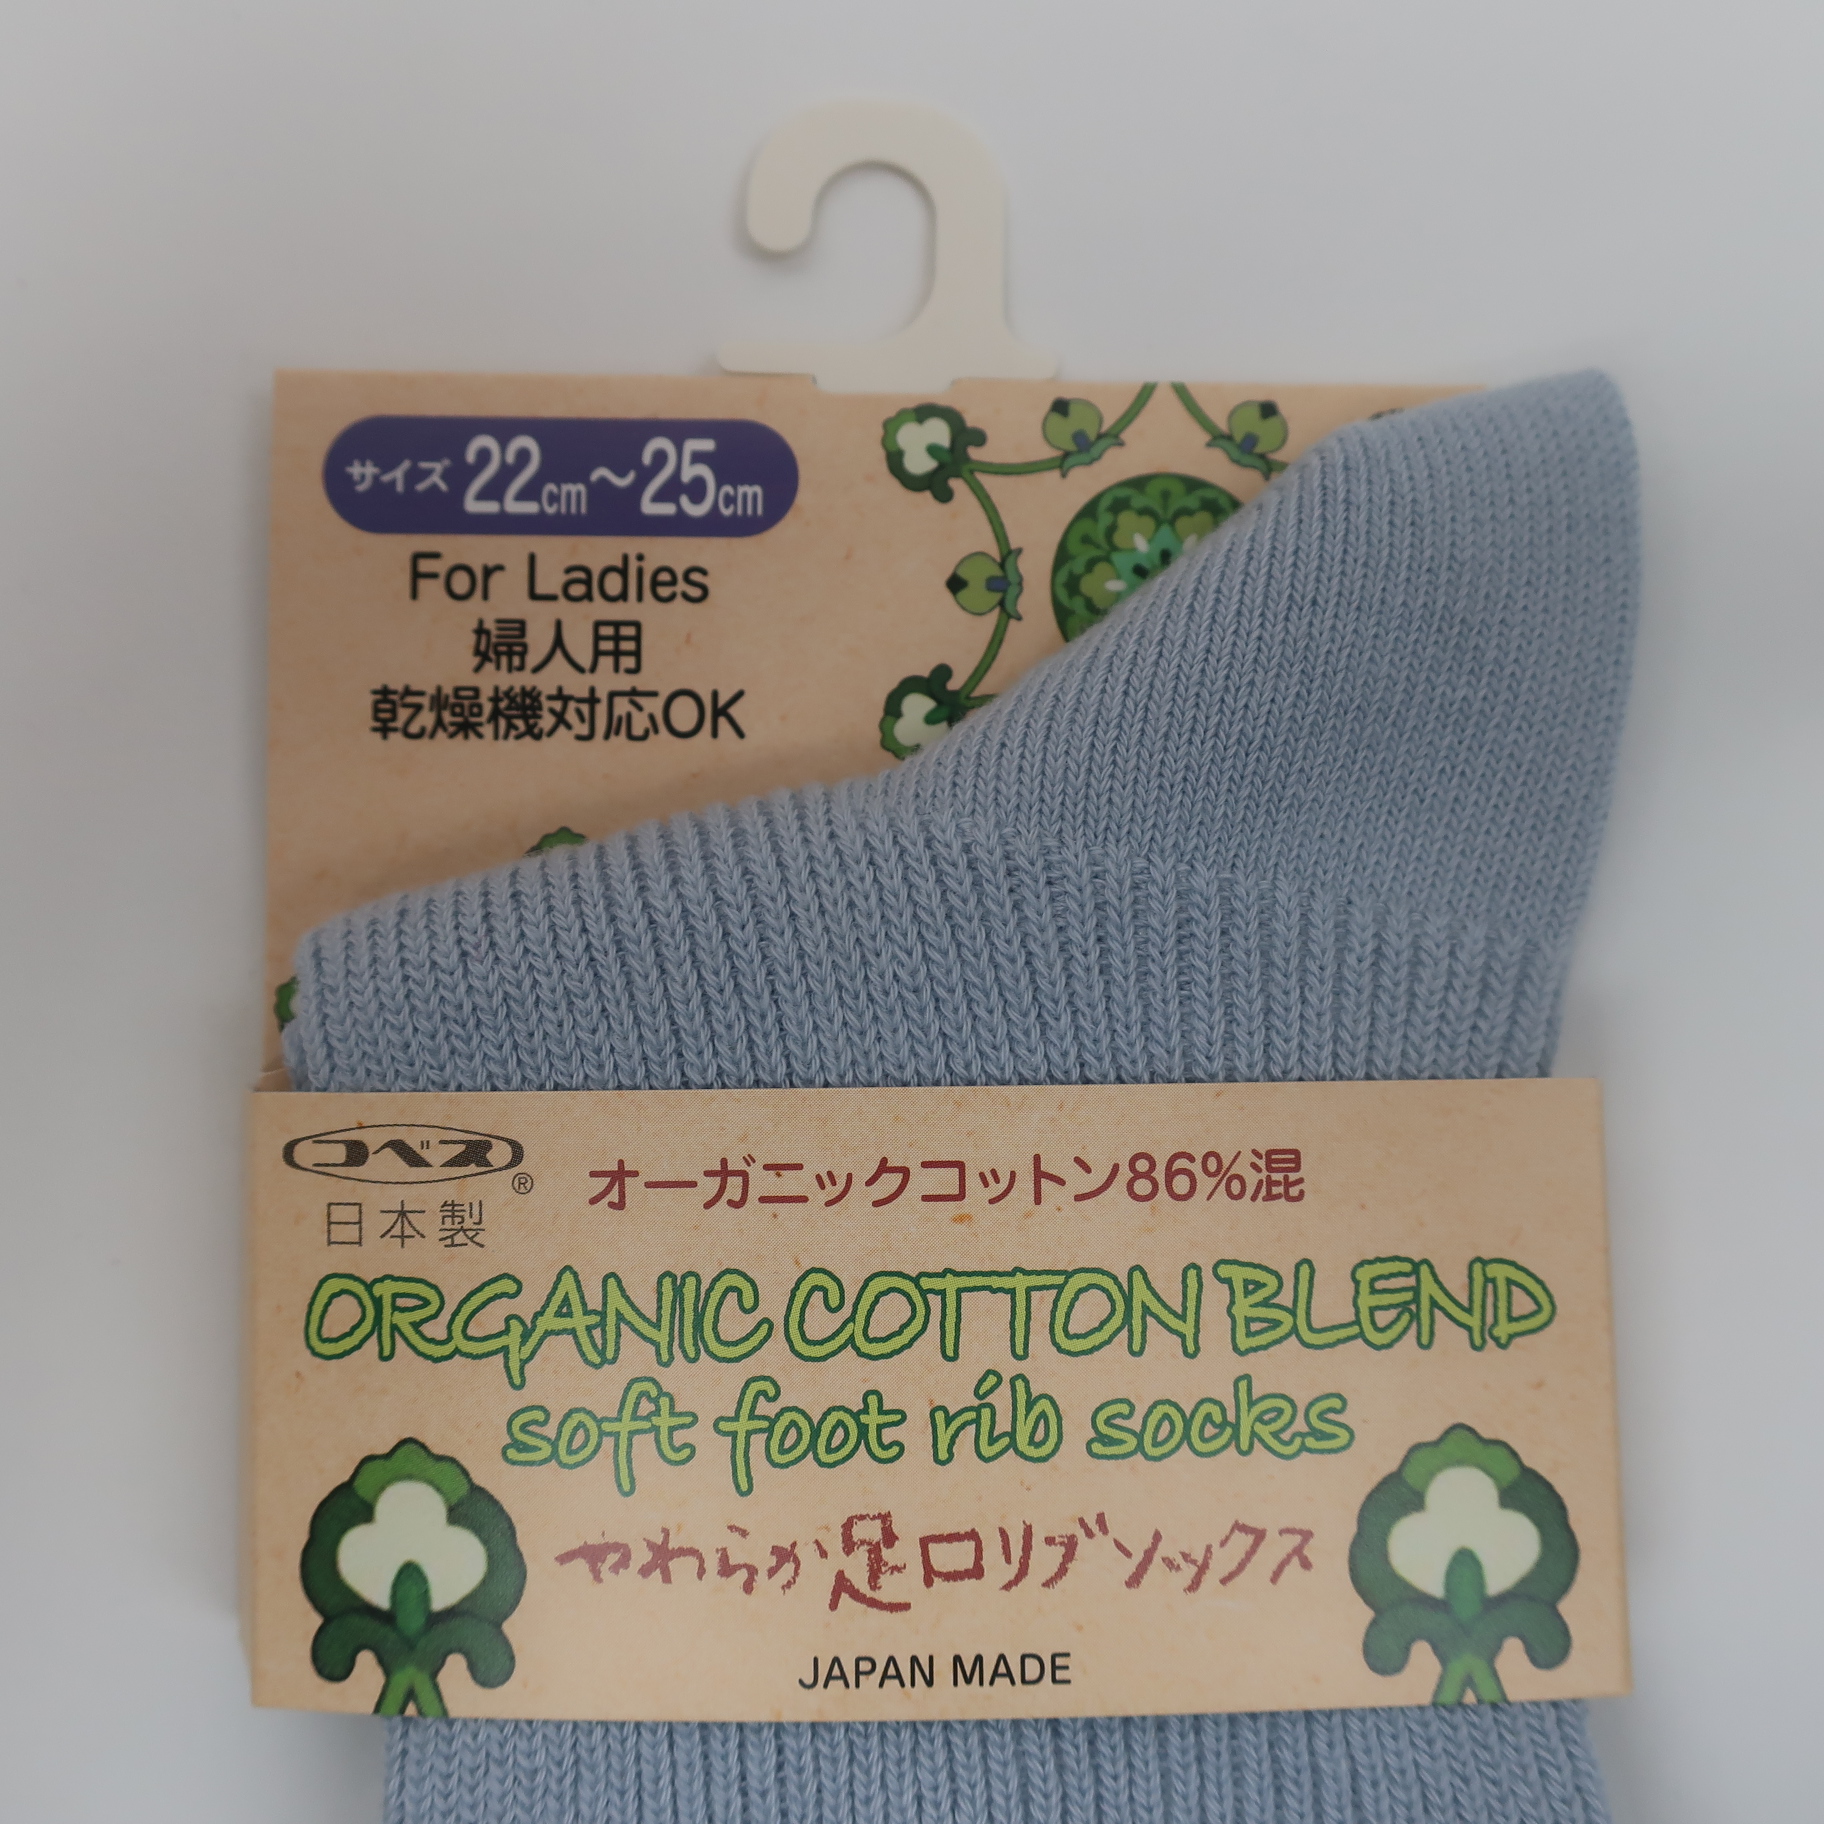 サイズ 22cm〜25cm
For Ladies
婦人用
乾燥機対応OK
コベス®
日本製
オーガニックコットン86%混
ORGANIC COTTON BLEND
soft foot rib socks
やわらか足口リブソックス
JAPAN MADE